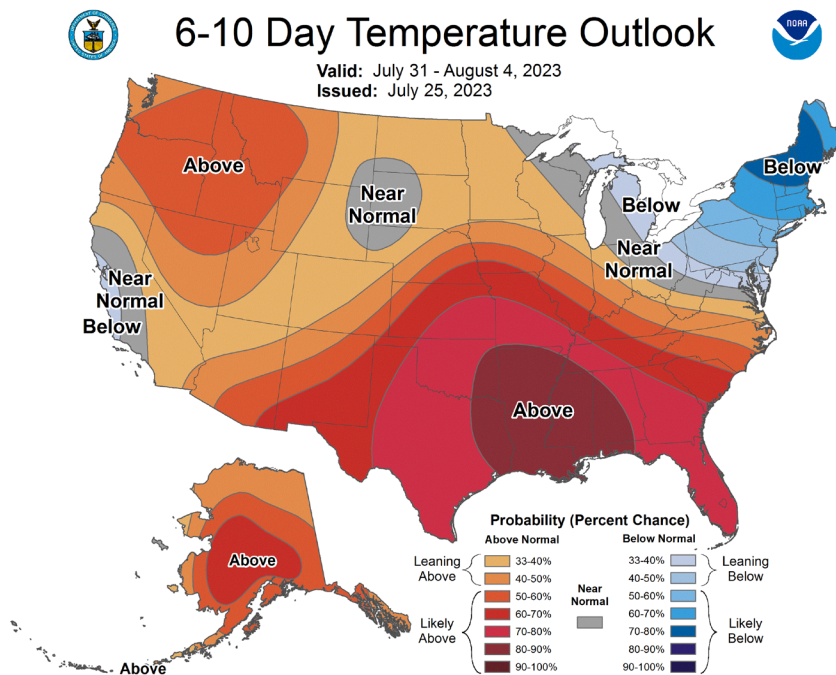 6-10 Day Temperature Outlook
NOAA
Valid: July 31 - August 4, 2023
Issued: July 25, 2023
Above
Below
Near
Normal
Below
Near
Normal
Near
Normal
Below
Above
Above
Above
Probability (Percent Chance)
Above Normal
Below Normal
Leaning
Above
33-40%
40-50%
Likely
Above
50-60%
60-70%
70-80%
80-90%
90-100%
Near
Normal
33-40%
40-50%
Leaning
Below
50-60%
60-70%
70-80%
80-90%
90-100%
Likely
Below